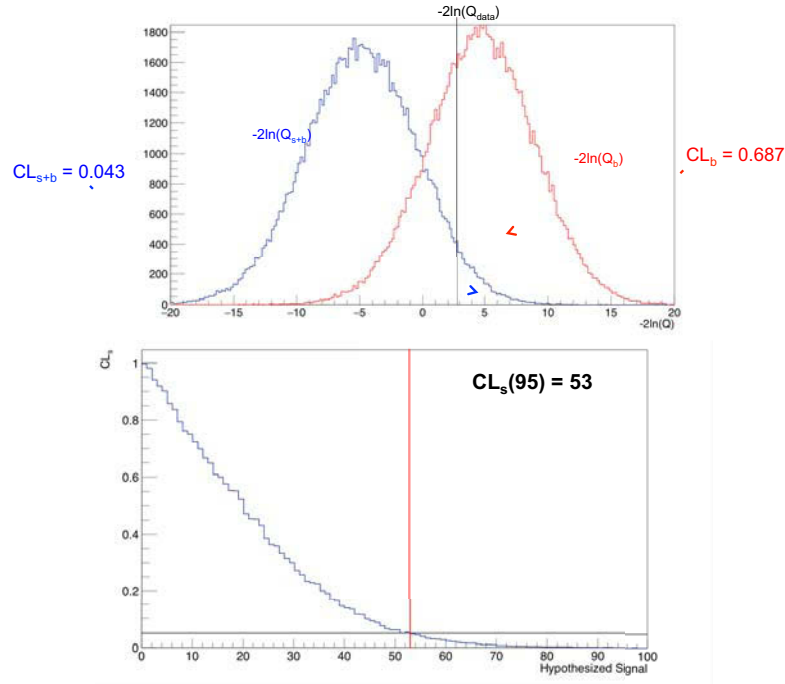 -2ln(Q_data)
1800
1600
1400
1200
1000
800
600
400
200
0
-2ln(Q_s+b)
-2ln(Q_b)
CL_s+b = 0.043
CL_b = 0.687
−20 −15 −10 −5 0 5 10 15 20
-2ln(Q)
CL_s
CL_s(95) = 53
1
0.8
0.6
0.4
0.2
0
0 10 20 30 40 50 60 70 80 90 100
Hypothesized Signal